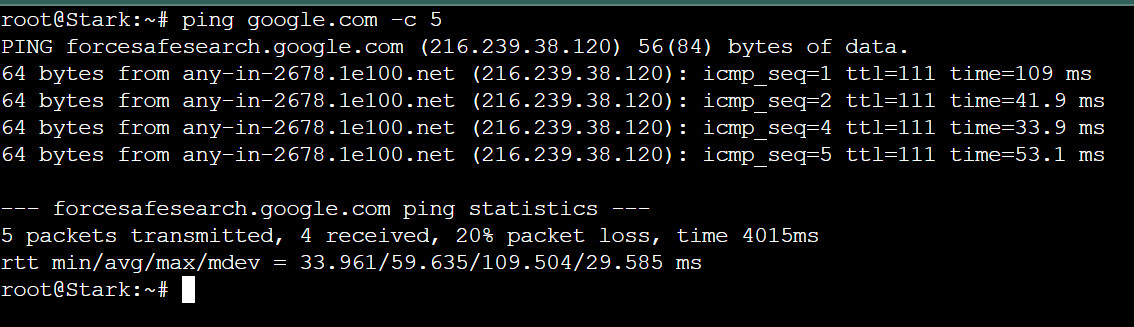 root@Stark:~# ping google.com -c 5
PING forcesafesearch.google.com (216.239.38.120) 56(84) bytes of data.
64 bytes from any-in-2678.1e100.net (216.239.38.120): icmp_seq=1 ttl=111 time=109 ms
64 bytes from any-in-2678.1e100.net (216.239.38.120): icmp_seq=2 ttl=111 time=41.9 ms
64 bytes from any-in-2678.1e100.net (216.239.38.120): icmp_seq=4 ttl=111 time=33.9 ms
64 bytes from any-in-2678.1e100.net (216.239.38.120): icmp_seq=5 ttl=111 time=53.1 ms

--- forcesafesearch.google.com ping statistics ---
5 packets transmitted, 4 received, 20% packet loss, time 4015ms
rtt min/avg/max/mdev = 33.961/59.635/109.504/29.585 ms
root@Stark:~#